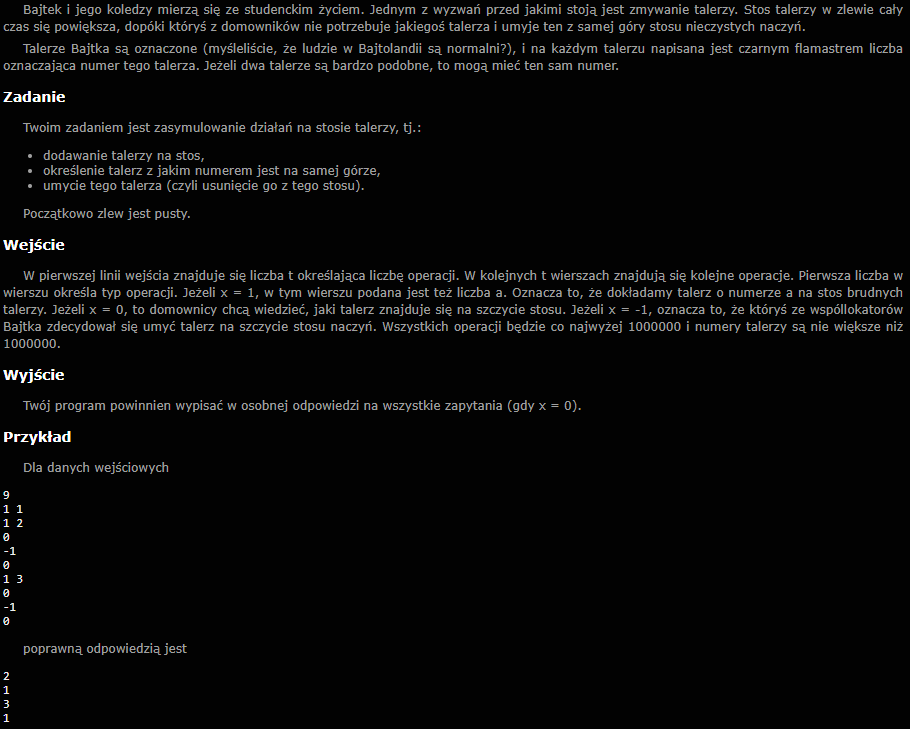 Bajtek i jego koledzy mierzą się ze studenckim życiem. Jednym z wyzwań przed jakimi stoją jest zmywanie talerzy. Stos talerzy w zlewie cały
czas się powiększa, dopóki któryś z domowników nie potrzebuje jakiegoś talerza i umyje ten z samej góry stosu nieczystych naczyń.
Talerze Bajtka są oznaczone (myśleliście, że ludzie w Bajtolandii są normalni?), i na każdym talerzu napisana jest czarnym flamastrem liczba
oznaczająca numer tego talerza. Jeżeli dwa talerze są bardzo podobne, to mogą mieć ten sam numer.
Zadanie
Twoim zadaniem jest zasymulowanie działań na stosie talerzy, tj.:
• dodawanie talerzy na stos,
• określenie talerz z jakim numerem jest na samej górze,
• umycie tego talerza (czyli usunięcie go z tego stosu).
Początkowo zlew jest pusty.
Wejście
W pierwszej linii wejścia znajduje się liczba t określająca liczbę operacji. W kolejnych t wierszach znajdują się kolejne operacje. Pierwsza liczba w
wierszu określa typ operacji. Jeżeli x = 1, w tym wierszu podana jest też liczba a. Oznacza to, że dokładamy talerz o numerze a na stos brudnych
talerzy. Jeżeli x = 0, to domownicy chcą wiedzieć, jaki talerz znajduje się na szczycie stosu. Jeżeli x = -1, oznacza to, że któryś ze wspóllokatorów
Bajtka zdecydował się umyć talerz na szczycie stosu naczyń. Wszystkich operacji będzie co najwyżej 1000000 i numery talerzy są nie większe niż
1000000.
Wyjście
Twój program powinnien wypisać w osobnej odpowiedzi na wszystkie zapytania (gdy x = 0).
Przykład
Dla danych wejściowych
9
1 1
1 2
0
-1
0
1 3
0
-1
0
poprawną odpowiedzią jest
2
1
3
1